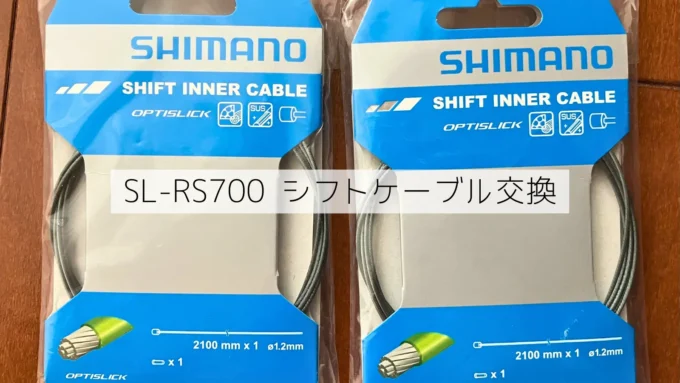 SHIMANO
SHIFT INNER CABLE
OPTISLICK
SUS
SL-RS700 シフトケーブル交換
2100 mm x 1 ø1.2mm
x 1
OPTISLICK
SHIMANO
SHIFT INNER CABLE
OPTISLICK
SUS
2100 mm x 1 ø1.2mm
x 1